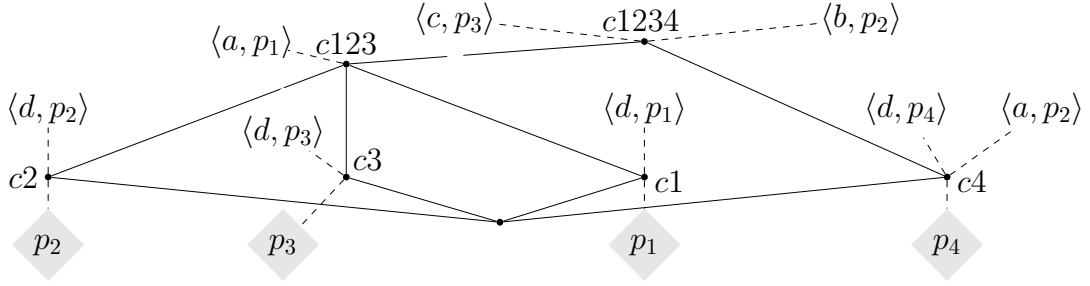 ⟨c, p₃⟩ c1234 ⟨b, p₂⟩
⟨a, p₁⟩ c123
⟨d, p₂⟩ ⟨d, p₃⟩ ⟨d, p₁⟩ ⟨d, p₄⟩ ⟨a, p₂⟩
c2 c3 c1 c4
p₂ p₃ p₁ p₄